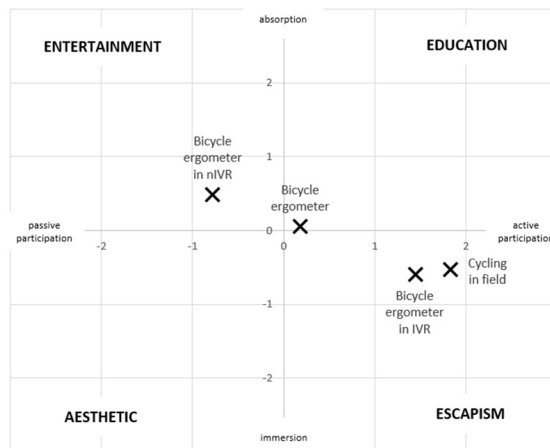 absorption
ENTERTAINMENT
EDUCATION
2
Bicycle
ergometer
in nIVR
1
Bicycle
ergometer
passive
participation
0
active
participation
-2
-1
0
1
2
Cycling
in field
Bicycle
ergometer
in IVR
-1
-2
AESTHETIC
ESCAPISM
immersion